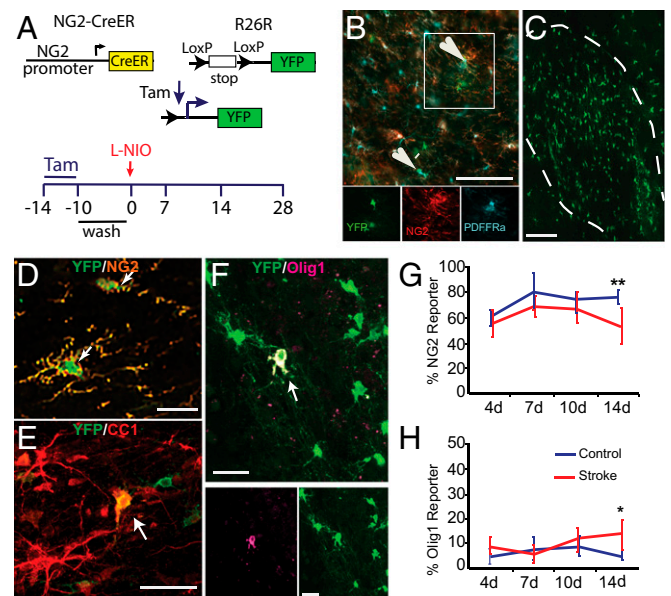 A
NG2-CreER
R26R
NG2
promoter
CreER
LoxP
LoxP
stop
YFP
Tam
YFP
L-NIO
Tam
-14
-10
0
7
14
28
wash
B
YFP
NG2
PDFFRa
C
D
YFP/NG2
E
YFP/CC1
F
YFP/Olig1
G
% NG2 Reporter
100
80
60
40
20
0
**
4d
7d
10d
14d
H
% Olig1 Reporter
50
40
30
20
10
0
Control
Stroke
*
4d
7d
10d
14d